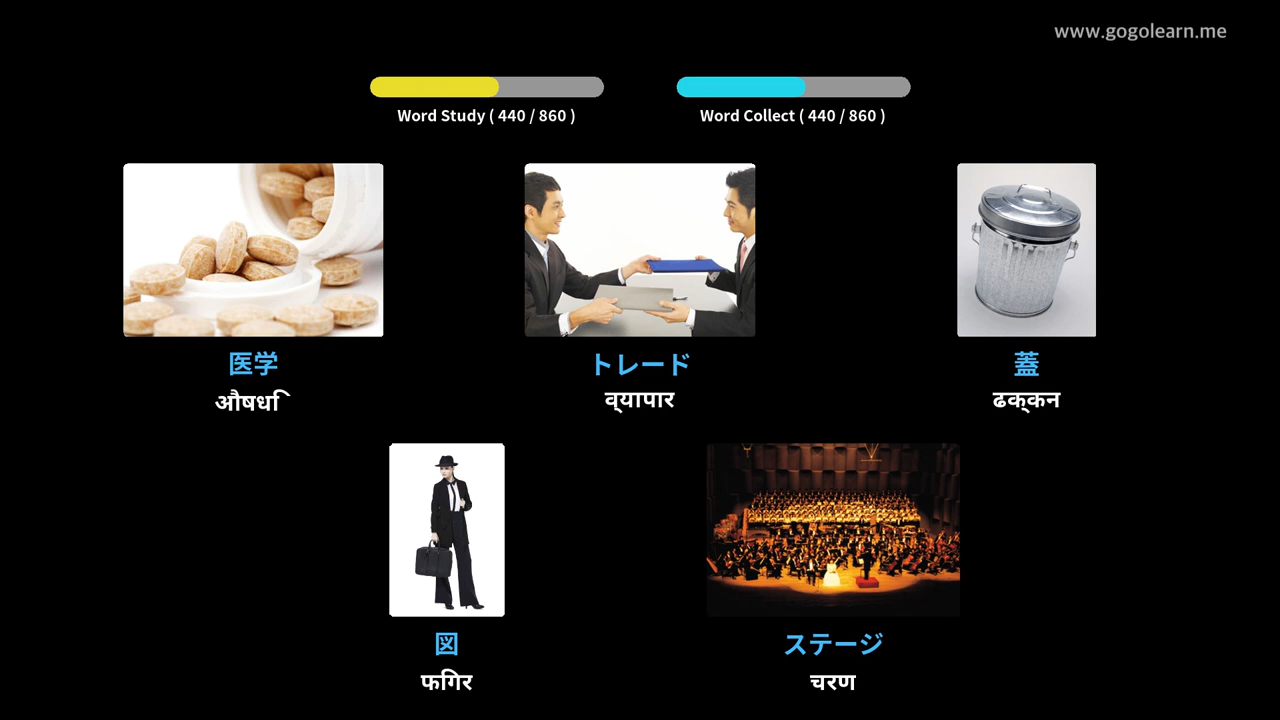 www.gogolearn.me
Word Study ( 440 / 860 )
Word Collect ( 440 / 860 )
医学
औषधि
トレード
व्यापार
蓋
ढक्कन
図
फिगर
ステージ
चरण